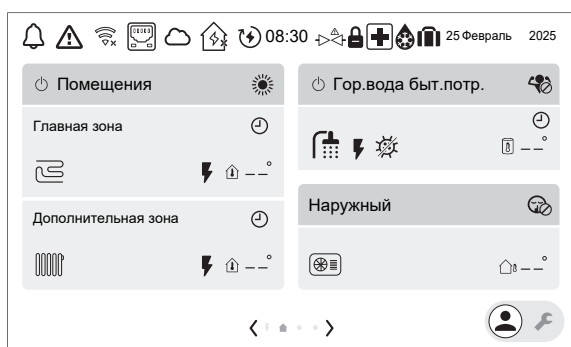 08:30 25 Февраль 2025
Помещения
Главная зона
--°
Дополнительная зона
--°
Гор.вода быт.потр.
--°
Наружный
--°